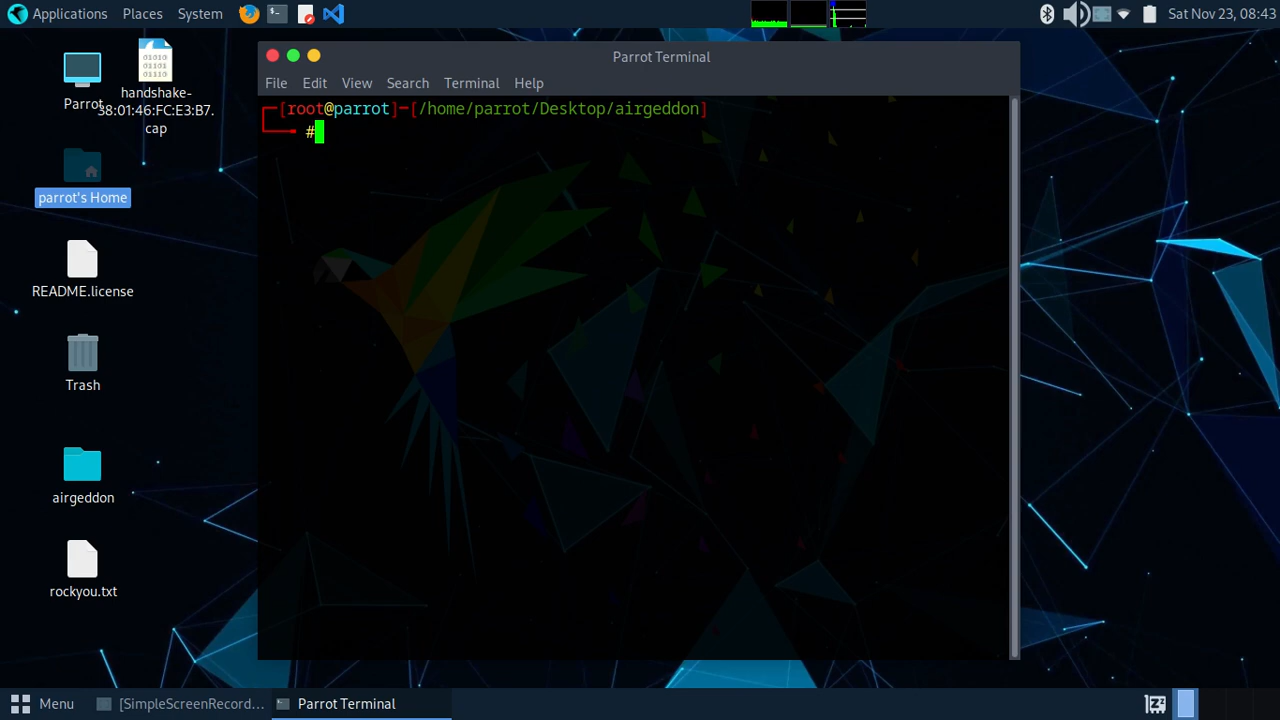 Applications Places System
Sat Nov 23, 08:43
Parrot
handshake-
38:01:46:FC:E3:B7.
cap
parrot's Home
README.license
Trash
airgeddon
rockyou.txt
Parrot Terminal
File Edit View Search Terminal Help
[root@parrot]─[/home/parrot/Desktop/airgeddon]
#
Menu [SimpleScreenRecord... Parrot Terminal